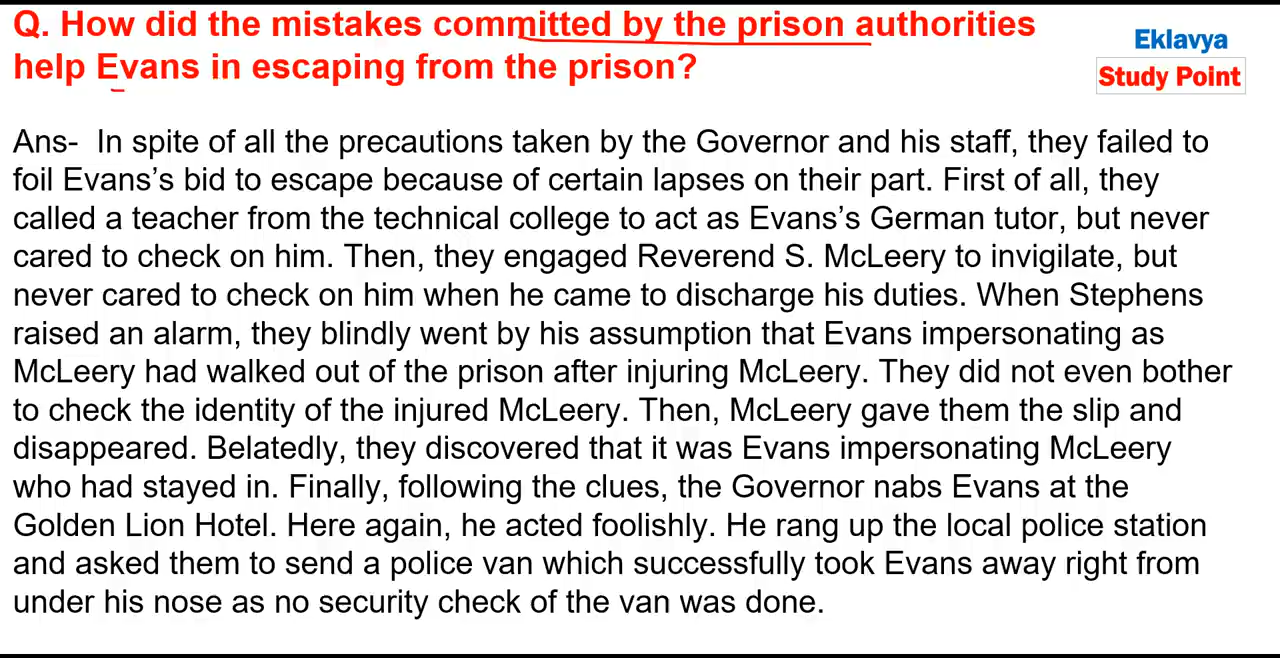 Q. How did the mistakes committed by the prison authorities
help Evans in escaping from the prison?
Eklavya
Study Point
Ans-  In spite of all the precautions taken by the Governor and his staff, they failed to
foil Evans’s bid to escape because of certain lapses on their part. First of all, they
called a teacher from the technical college to act as Evans’s German tutor, but never
cared to check on him. Then, they engaged Reverend S. McLeery to invigilate, but
never cared to check on him when he came to discharge his duties. When Stephens
raised an alarm, they blindly went by his assumption that Evans impersonating as
McLeery had walked out of the prison after injuring McLeery. They did not even bother
to check the identity of the injured McLeery. Then, McLeery gave them the slip and
disappeared. Belatedly, they discovered that it was Evans impersonating McLeery
who had stayed in. Finally, following the clues, the Governor nabs Evans at the
Golden Lion Hotel. Here again, he acted foolishly. He rang up the local police station
and asked them to send a police van which successfully took Evans away right from
under his nose as no security check of the van was done.